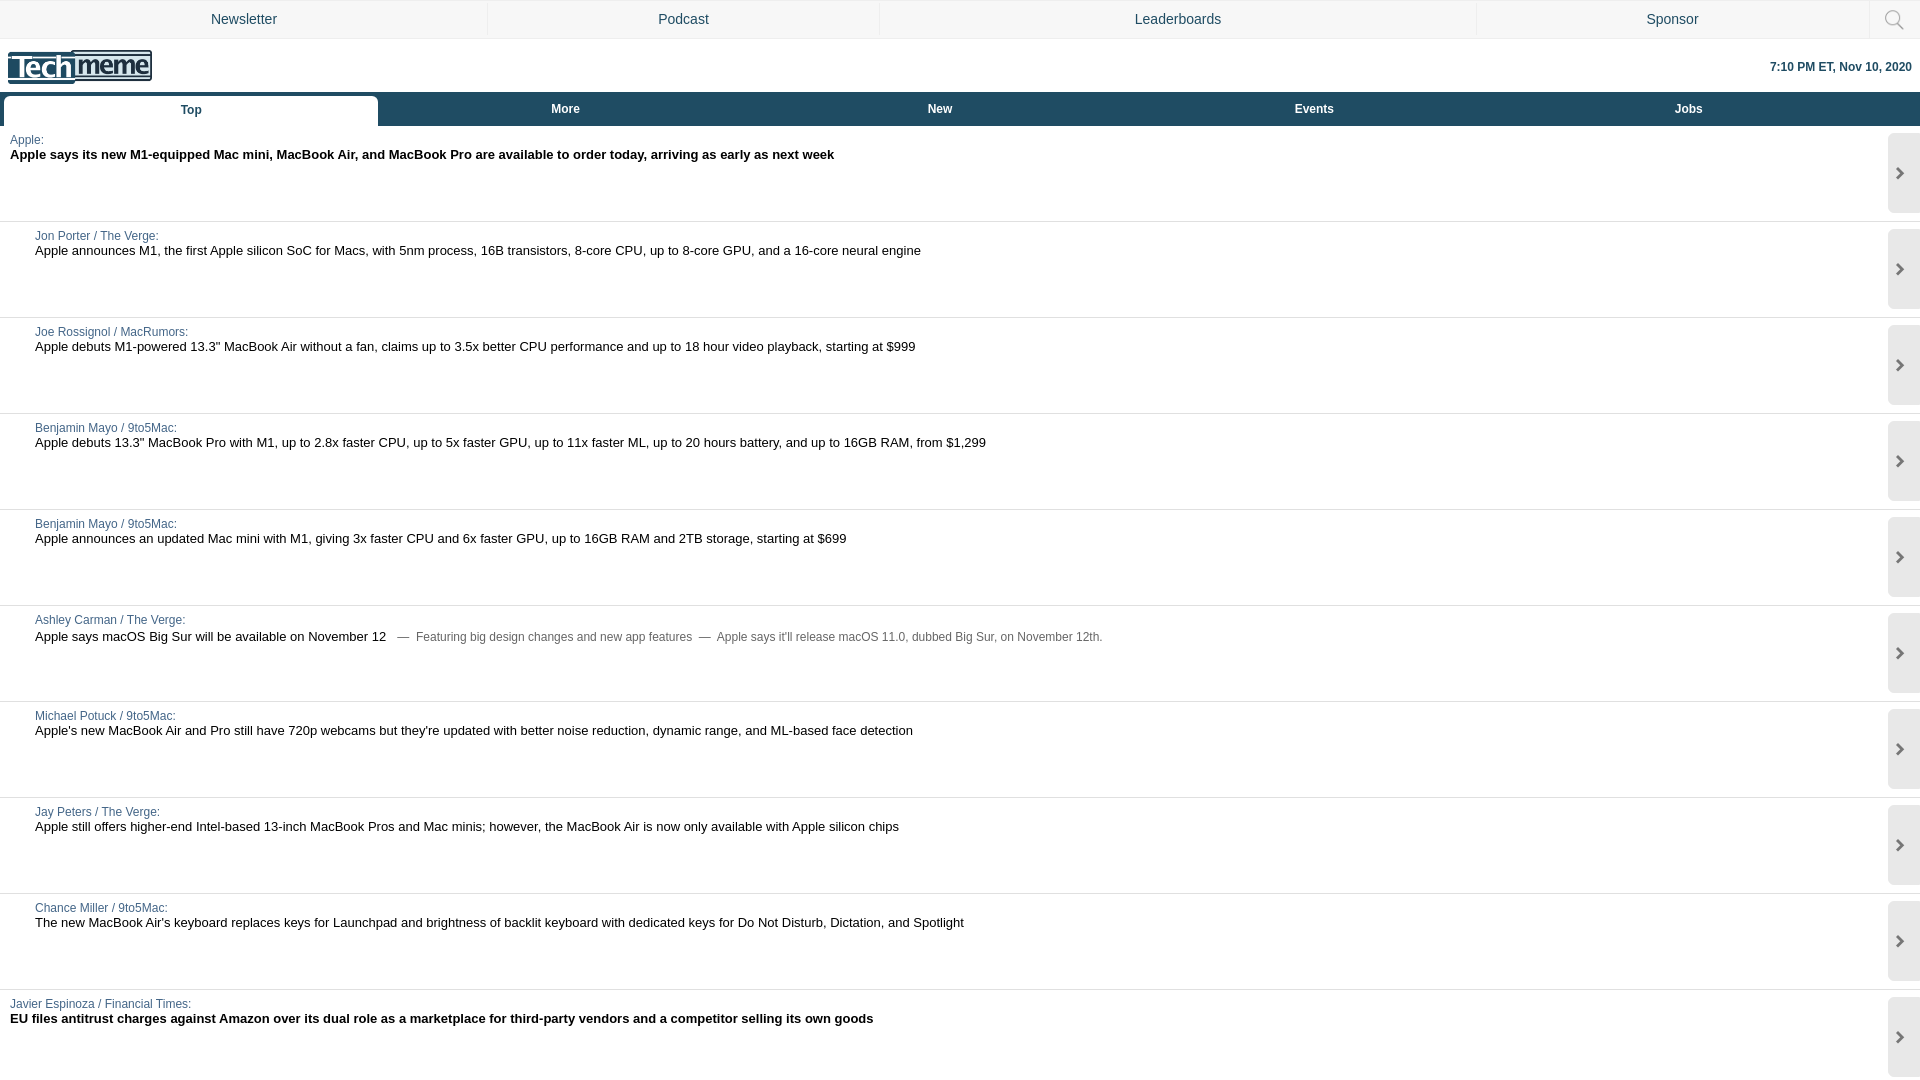 Newsletter
Podcast
Leaderboards
Sponsor
Techmeme
7:10 PM ET, Nov 10, 2020
Top
More
New
Events
Jobs
Apple:
Apple says its new M1-equipped Mac mini, MacBook Air, and MacBook Pro are available to order today, arriving as early as next week
Jon Porter / The Verge:
Apple announces M1, the first Apple silicon SoC for Macs, with 5nm process, 16B transistors, 8-core CPU, up to 8-core GPU, and a 16-core neural engine
Joe Rossignol / MacRumors:
Apple debuts M1-powered 13.3" MacBook Air without a fan, claims up to 3.5x better CPU performance and up to 18 hour video playback, starting at $999
Benjamin Mayo / 9to5Mac:
Apple debuts 13.3" MacBook Pro with M1, up to 2.8x faster CPU, up to 5x faster GPU, up to 11x faster ML, up to 20 hours battery, and up to 16GB RAM, from $1,299
Benjamin Mayo / 9to5Mac:
Apple announces an updated Mac mini with M1, giving 3x faster CPU and 6x faster GPU, up to 16GB RAM and 2TB storage, starting at $699
Ashley Carman / The Verge:
Apple says macOS Big Sur will be available on November 12 — Featuring big design changes and new app features — Apple says it'll release macOS 11.0, dubbed Big Sur, on November 12th.
Michael Potuck / 9to5Mac:
Apple's new MacBook Air and Pro still have 720p webcams but they're updated with better noise reduction, dynamic range, and ML-based face detection
Jay Peters / The Verge:
Apple still offers higher-end Intel-based 13-inch MacBook Pros and Mac minis; however, the MacBook Air is now only available with Apple silicon chips
Chance Miller / 9to5Mac:
The new MacBook Air's keyboard replaces keys for Launchpad and brightness of backlit keyboard with dedicated keys for Do Not Disturb, Dictation, and Spotlight
Javier Espinoza / Financial Times:
EU files antitrust charges against Amazon over its dual role as a marketplace for third-party vendors and a competitor selling its own goods